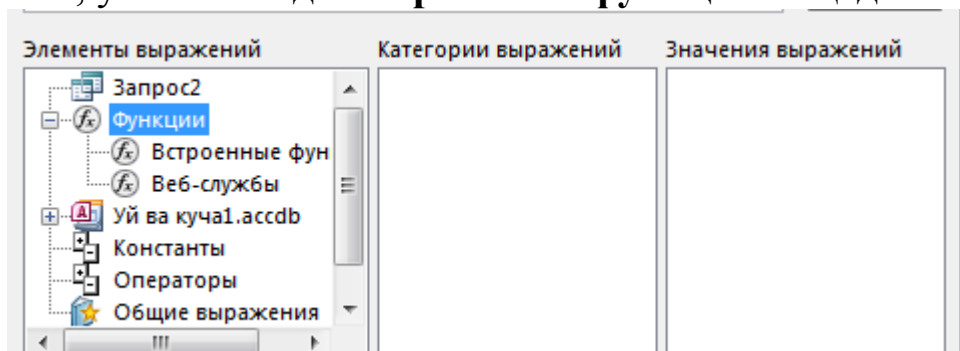 Элементы выражений Категории выражений Значения выражений
Запрос2
Функции
Встроенные фун
Веб-службы
Уй ва куча1.accdb
Константы
Операторы
Общие выражения